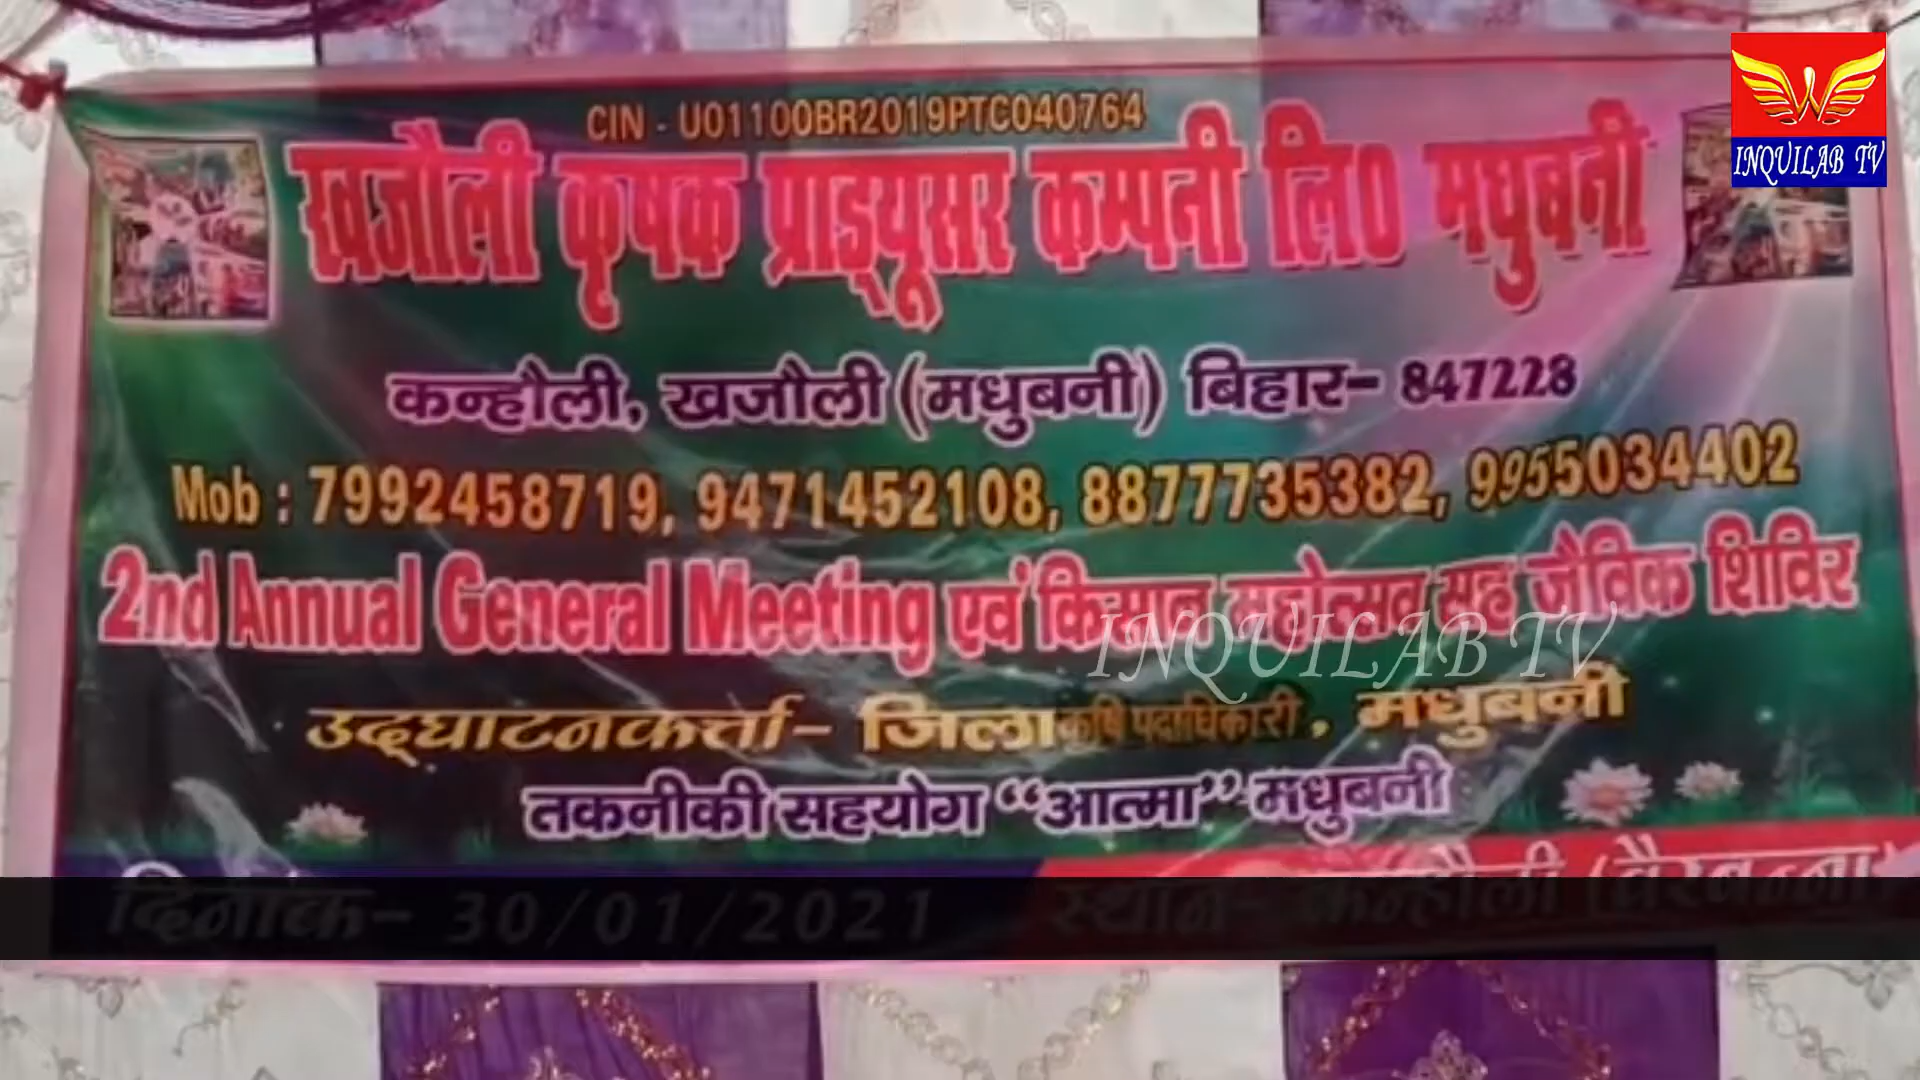 CIN - U01100BR2019PTC040764
खजौली कृषक प्राड्यूसर कम्पनी लि० मधुबनी
कन्हौली, खजौली (मधुबनी) बिहार- 847228
Mob : 7992458719, 9471452108, 8877735382, 9955034402
2nd Annual General Meeting एवं किसान महोत्सव सह जैविक शिविर
उद्घाटनकर्त्ता- जिला कृषि पदाधिकारी, मधुबनी
तकनीकी सहयोग “आत्मा” मधुबनी
दिनांक- 30/01/2021 स्थान- कन्हौली
INQUILAB TV
INQUILAB TV